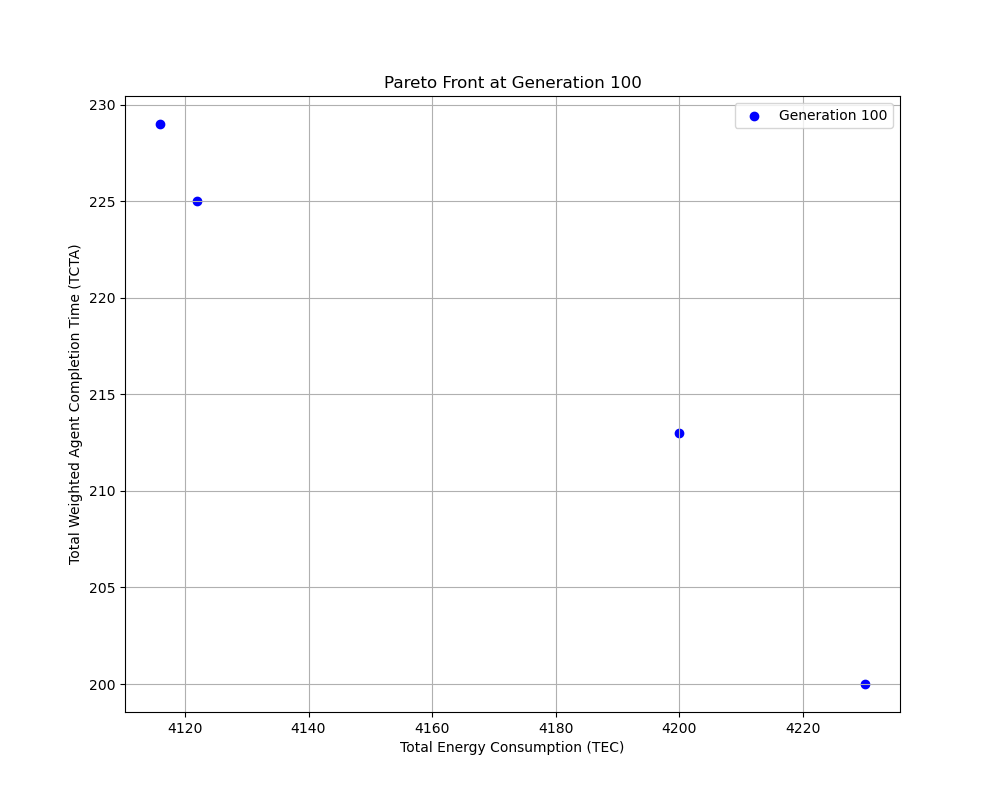 Pareto Front at Generation 100
Generation 100
Total Weighted Agent Completion Time (TCTA)
230
225
220
215
210
205
200
4120 4140 4160 4180 4200 4220
Total Energy Consumption (TEC)